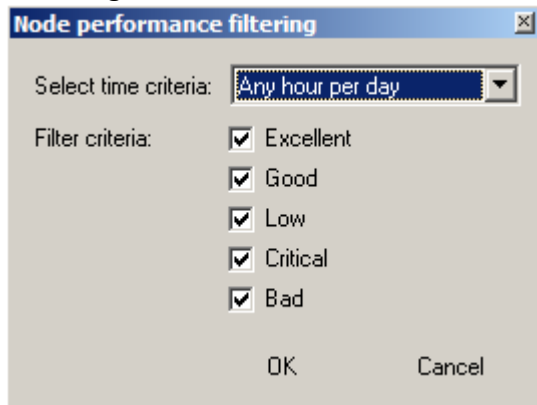 Node performance filtering
Select time criteria: Any hour per day
Filter criteria: Excellent
Good
Low
Critical
Bad
OK Cancel